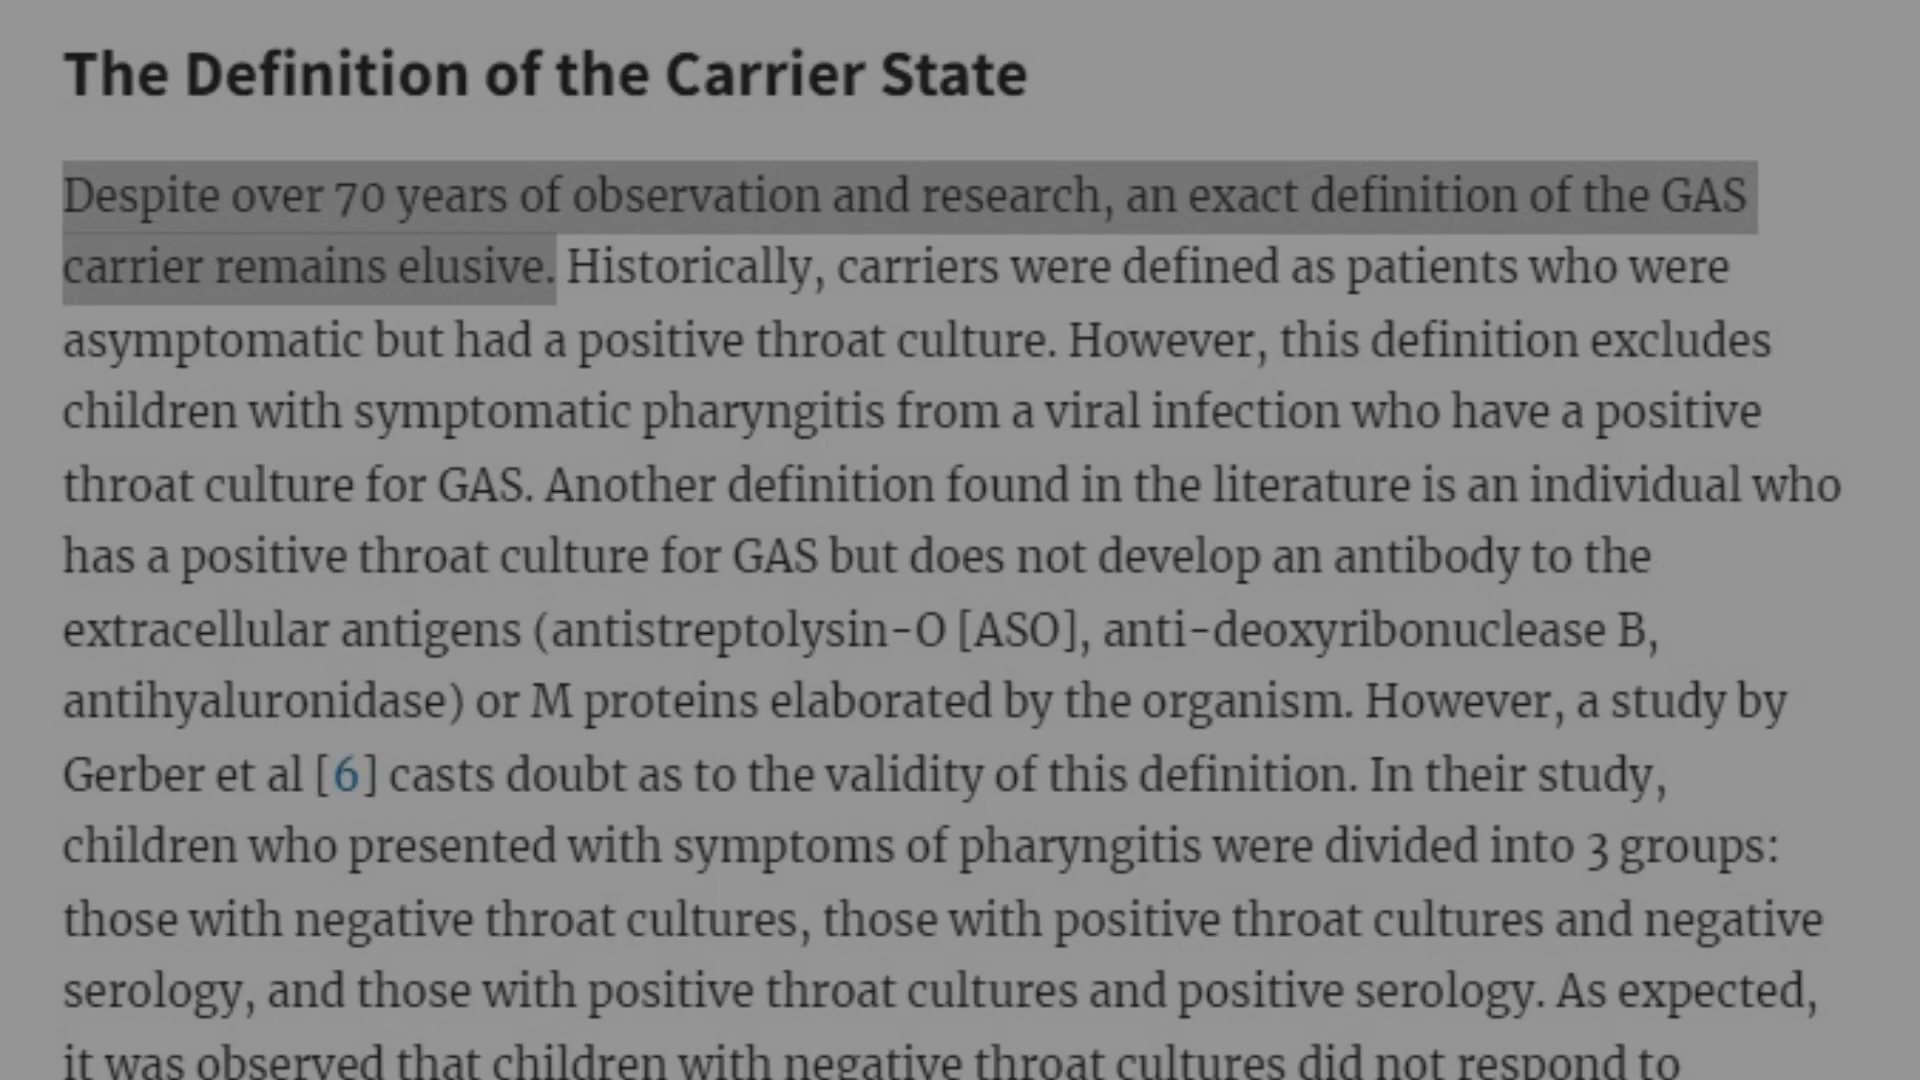 The Definition of the Carrier State
Despite over 70 years of observation and research, an exact definition of the GAS
carrier remains elusive. Historically, carriers were defined as patients who were
asymptomatic but had a positive throat culture. However, this definition excludes
children with symptomatic pharyngitis from a viral infection who have a positive
throat culture for GAS. Another definition found in the literature is an individual who
has a positive throat culture for GAS but does not develop an antibody to the
extracellular antigens (antistreptolysin-O [ASO], anti-deoxyribonuclease B,
antihyaluronidase) or M proteins elaborated by the organism. However, a study by
Gerber et al [6] casts doubt as to the validity of this definition. In their study,
children who presented with symptoms of pharyngitis were divided into 3 groups:
those with negative throat cultures, those with positive throat cultures and negative
serology, and those with positive throat cultures and positive serology. As expected,
it was observed that children with negative throat cultures did not respond to